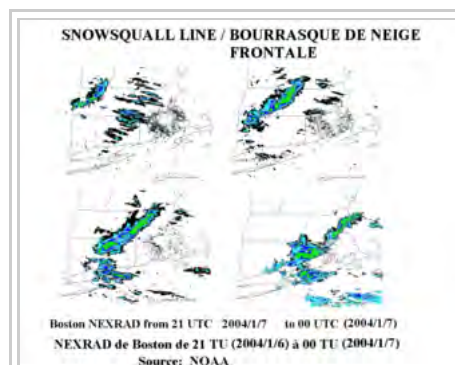 SNOWSQUALL LINE / BOURRASQUE DE NEIGE
FRONTALE
Boston NEXRAD from 21 UTC 2004/1/7 to 00 UTC (2004/1/7)
NEXRAD de Boston de 21 TU (2004/1/6) à 00 TU (2004/1/7)
Source: NOAA